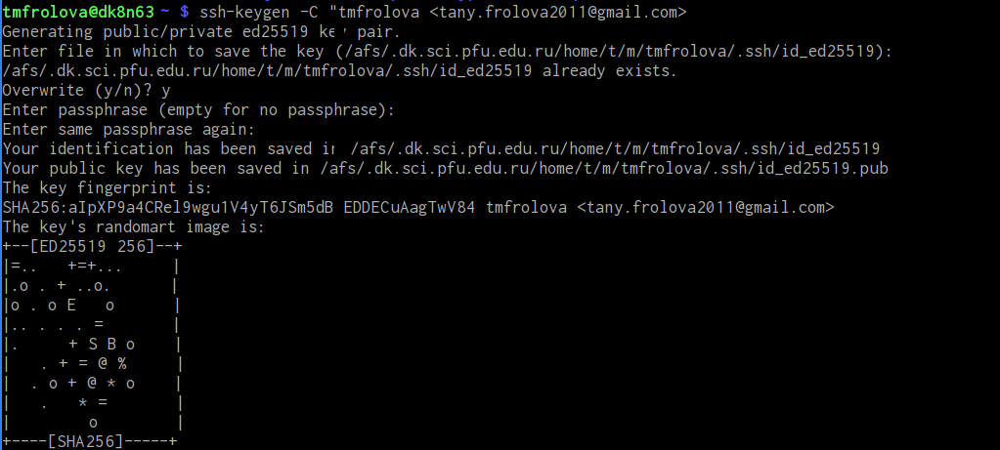 tmfrolova@dk8n63 ~ $ ssh-keygen -C "tmfrolova <tany.frolova2011@gmail.com>
Generating public/private ed25519 key pair.
Enter file in which to save the key (/afs/.dk.sci.pfu.edu.ru/home/t/m/tmfrolova/.ssh/id_ed25519):
/afs/.dk.sci.pfu.edu.ru/home/t/m/tmfrolova/.ssh/id_ed25519 already exists.
Overwrite (y/n)? y
Enter passphrase (empty for no passphrase):
Enter same passphrase again:
Your identification has been saved in /afs/.dk.sci.pfu.edu.ru/home/t/m/tmfrolova/.ssh/id_ed25519
Your public key has been saved in /afs/.dk.sci.pfu.edu.ru/home/t/m/tmfrolova/.ssh/id_ed25519.pub
The key fingerprint is:
SHA256:aIpXP9a4CRel9wgu1V4yT6JSm5dB EDDECuAagTwV84 tmfrolova <tany.frolova2011@gmail.com>
The key's randomart image is:
+--[ED25519 256]--+
|=..   +=+...     |
|.o . + ..o.      |
|o . o E   o      |
|.. . . . =       |
|.     + S B o    |
|   . + = @ %     |
|  . o + @ * o    |
|   .   * =       |
|        o        |
+----[SHA256]-----+